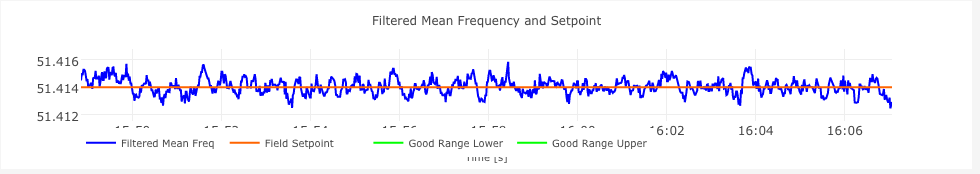 Filtered Mean Frequency and Setpoint
51.416
51.414
51.412
16:02 16:04 16:06
Filtered Mean Freq Field Setpoint Good Range Lower Good Range Upper
Time [s]